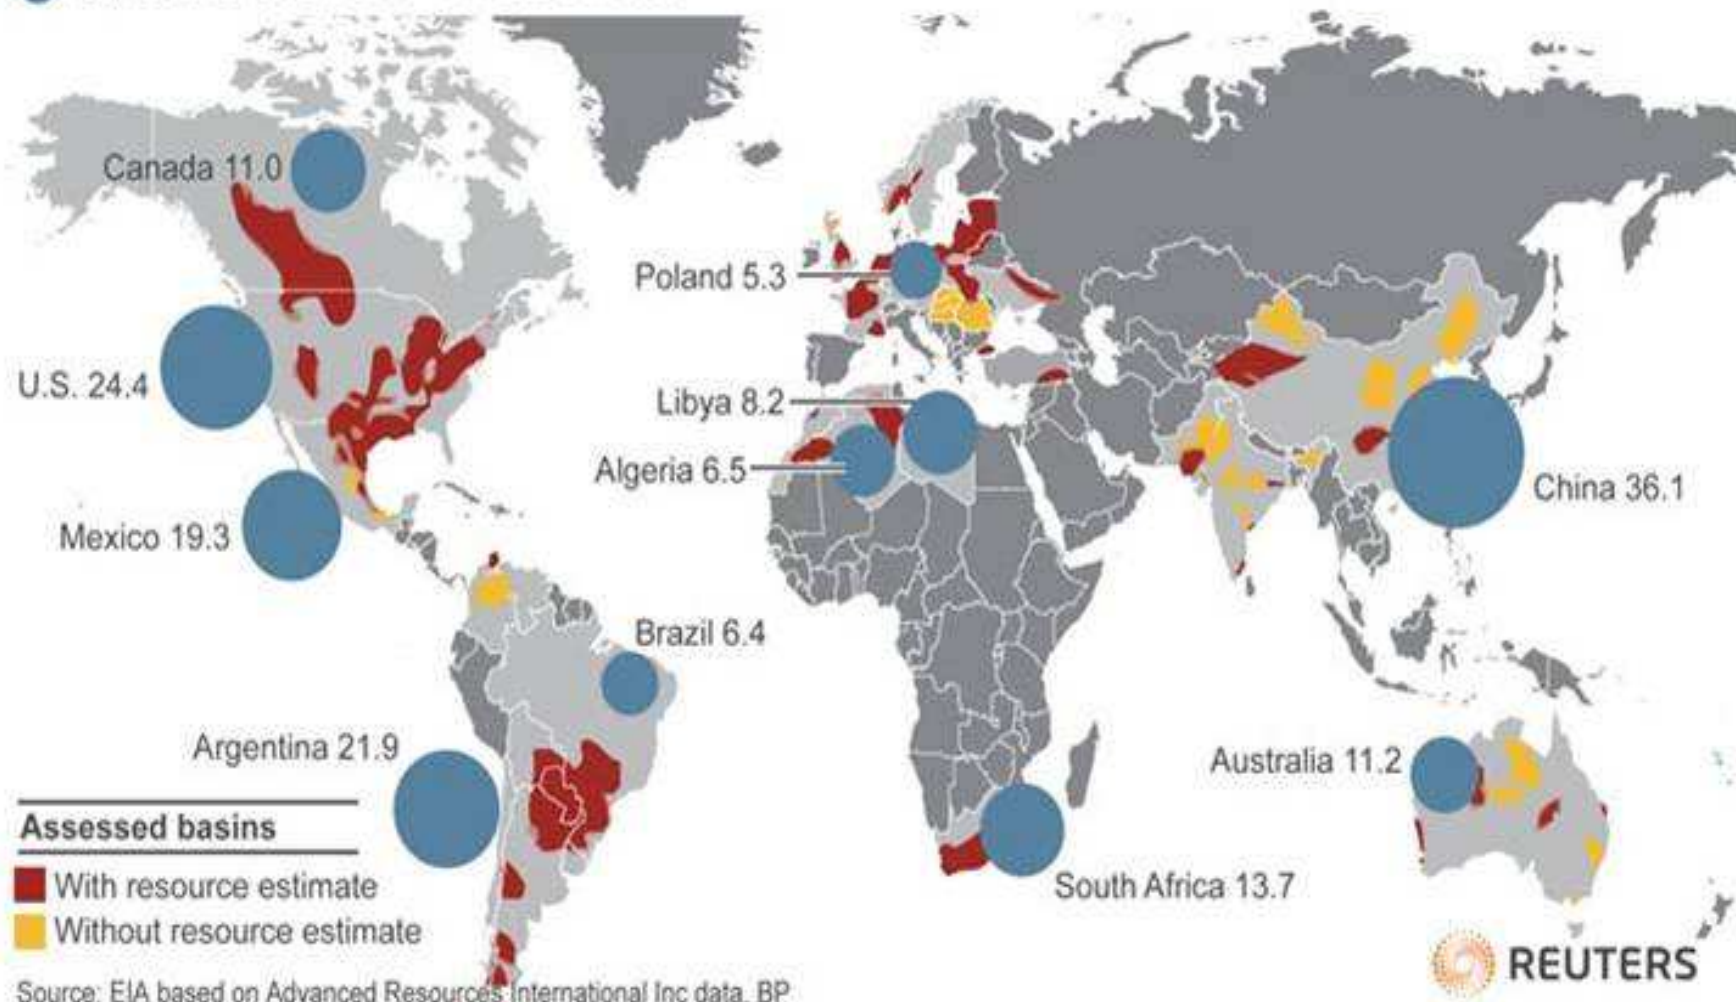 Canada 11.0
Poland 5.3
U.S. 24.4
Libya 8.2
Algeria 6.5
China 36.1
Mexico 19.3
Brazil 6.4
Argentina 21.9
Australia 11.2
South Africa 13.7
Assessed basins
With resource estimate
Without resource estimate
REUTERS
Source: EIA based on Advanced Resources International Inc data, BP